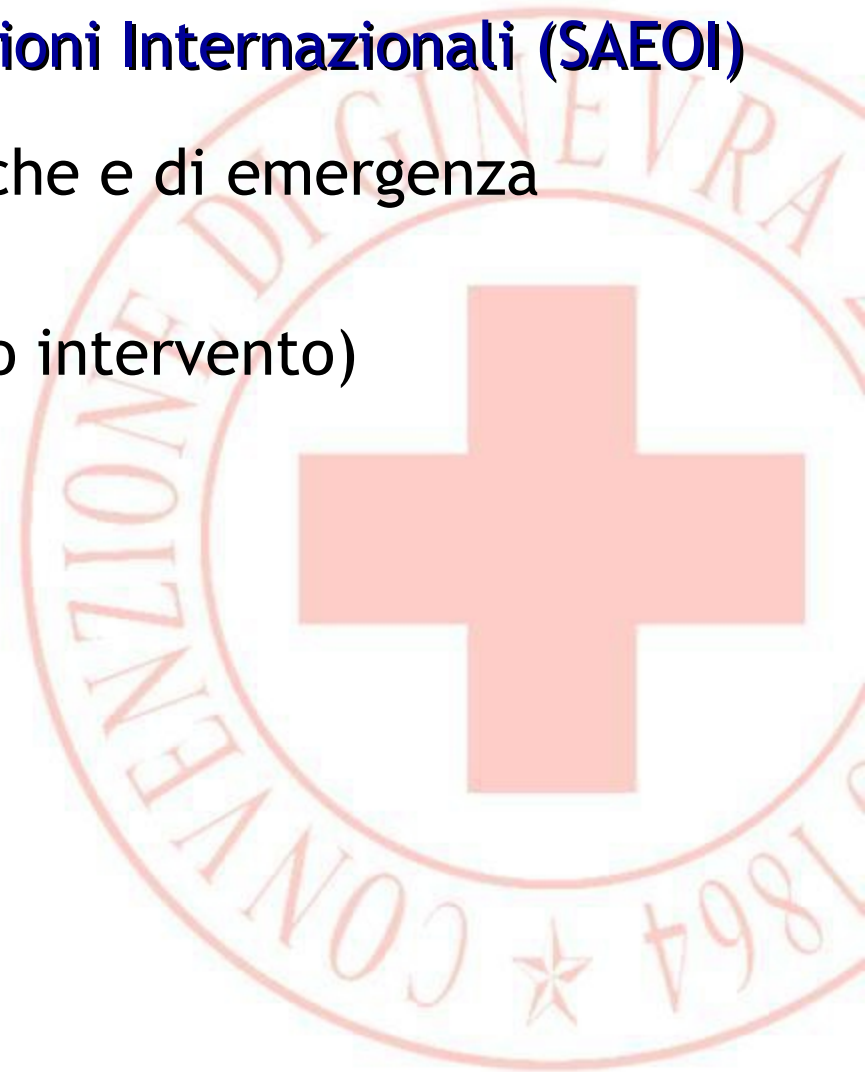 ioni Internazionali (SAEOI)
che e di emergenza
o intervento)
CONVENZIONE DI GINEVRA
1864